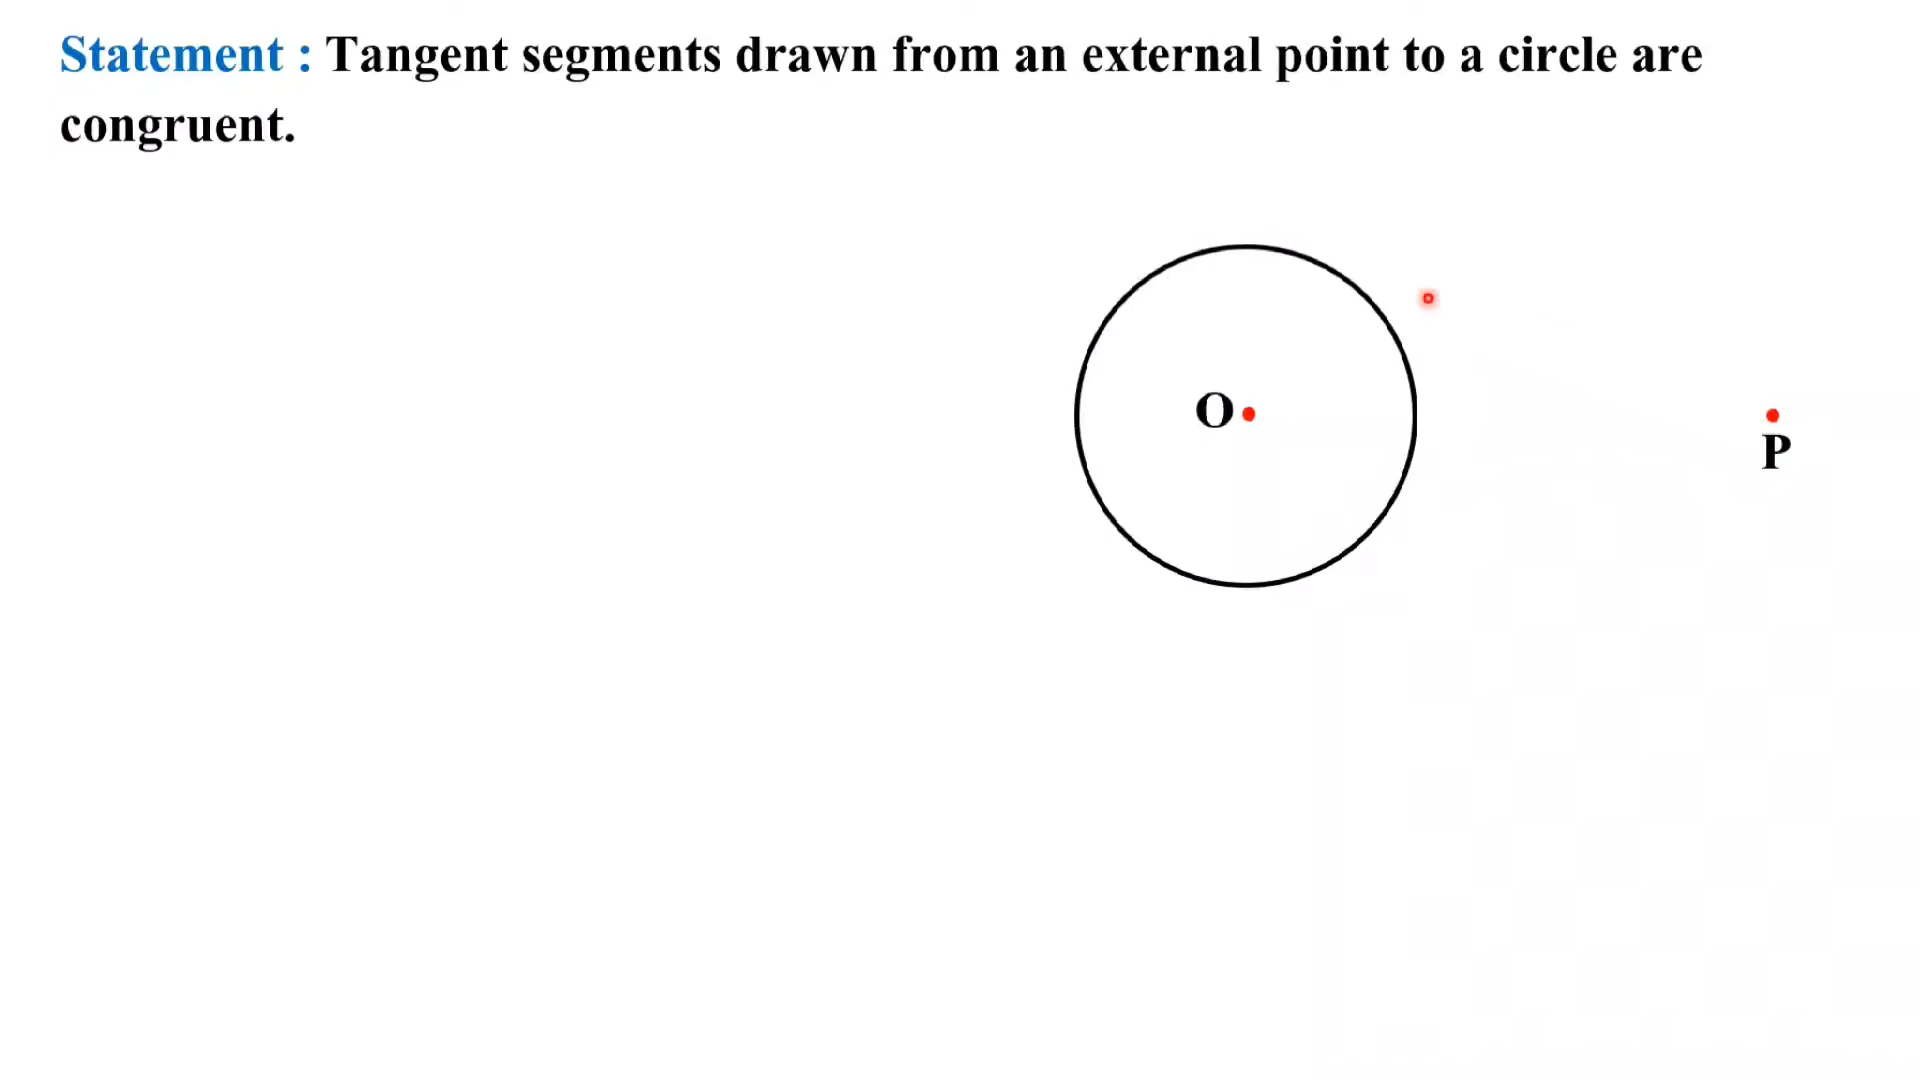 Statement : Tangent segments drawn from an external point to a circle are
congruent.
O
P